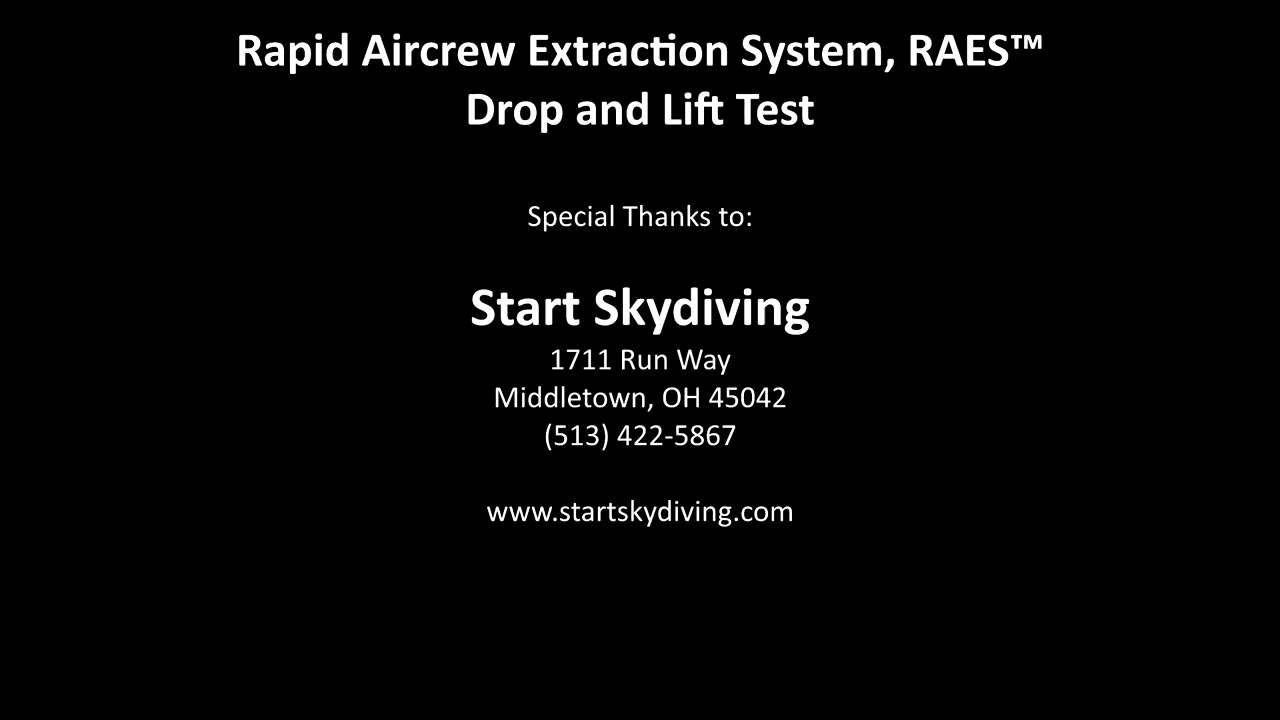 Rapid Aircrew Extraction System, RAES™
Drop and Lift Test
Special Thanks to:
Start Skydiving
1711 Run Way
Middletown, OH 45042
(513) 422-5867
www.startskydiving.com